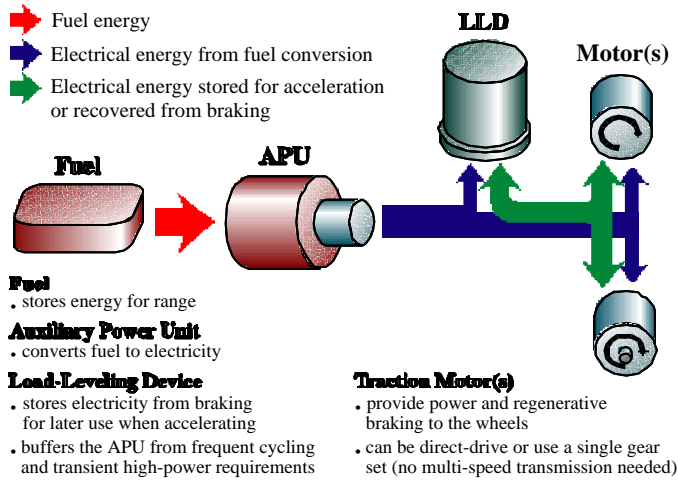 Fuel energy
Electrical energy from fuel conversion
Electrical energy stored for acceleration
or recovered from braking
LLD
Motor(s)
Fuel
APU
Fuel
. stores energy for range
Auxiliary Power Unit
. converts fuel to electricity
Load-Leveling Device
. stores electricity from braking
for later use when accelerating
. buffers the APU from frequent cycling
and transient high-power requirements
Traction Motor(s)
. provide power and regenerative
braking to the wheels
. can be direct-drive or use a single gear
set (no multi-speed transmission needed)